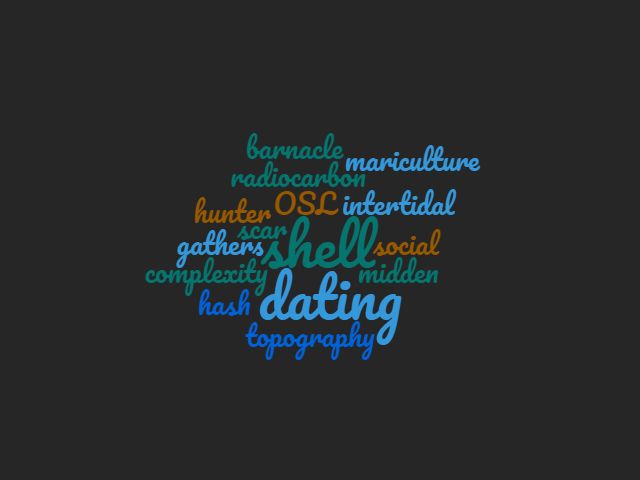 barnacle
mariculture
radiocarbon
OSL
intertidal
hunter
scar
shell
social
gathers
complexity
midden
hash
dating
topography